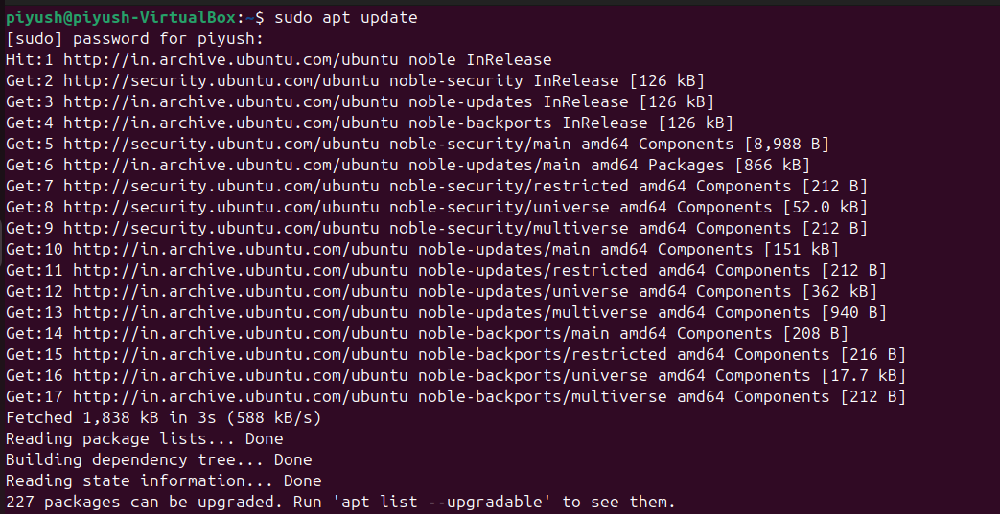 piyush@piyush-VirtualBox:~$ sudo apt update
[sudo] password for piyush:
Hit:1 http://in.archive.ubuntu.com/ubuntu noble InRelease
Get:2 http://security.ubuntu.com/ubuntu noble-security InRelease [126 kB]
Get:3 http://in.archive.ubuntu.com/ubuntu noble-updates InRelease [126 kB]
Get:4 http://in.archive.ubuntu.com/ubuntu noble-backports InRelease [126 kB]
Get:5 http://security.ubuntu.com/ubuntu noble-security/main amd64 Components [8,988 B]
Get:6 http://in.archive.ubuntu.com/ubuntu noble-updates/main amd64 Packages [866 kB]
Get:7 http://security.ubuntu.com/ubuntu noble-security/restricted amd64 Components [212 B]
Get:8 http://security.ubuntu.com/ubuntu noble-security/universe amd64 Components [52.0 kB]
Get:9 http://security.ubuntu.com/ubuntu noble-security/multiverse amd64 Components [212 B]
Get:10 http://in.archive.ubuntu.com/ubuntu noble-updates/main amd64 Components [151 kB]
Get:11 http://in.archive.ubuntu.com/ubuntu noble-updates/restricted amd64 Components [212 B]
Get:12 http://in.archive.ubuntu.com/ubuntu noble-updates/universe amd64 Components [362 kB]
Get:13 http://in.archive.ubuntu.com/ubuntu noble-updates/multiverse amd64 Components [940 B]
Get:14 http://in.archive.ubuntu.com/ubuntu noble-backports/main amd64 Components [208 B]
Get:15 http://in.archive.ubuntu.com/ubuntu noble-backports/restricted amd64 Components [216 B]
Get:16 http://in.archive.ubuntu.com/ubuntu noble-backports/universe amd64 Components [17.7 kB]
Get:17 http://in.archive.ubuntu.com/ubuntu noble-backports/multiverse amd64 Components [212 B]
Fetched 1,838 kB in 3s (588 kB/s)
Reading package lists... Done
Building dependency tree... Done
Reading state information... Done
227 packages can be upgraded. Run 'apt list --upgradable' to see them.